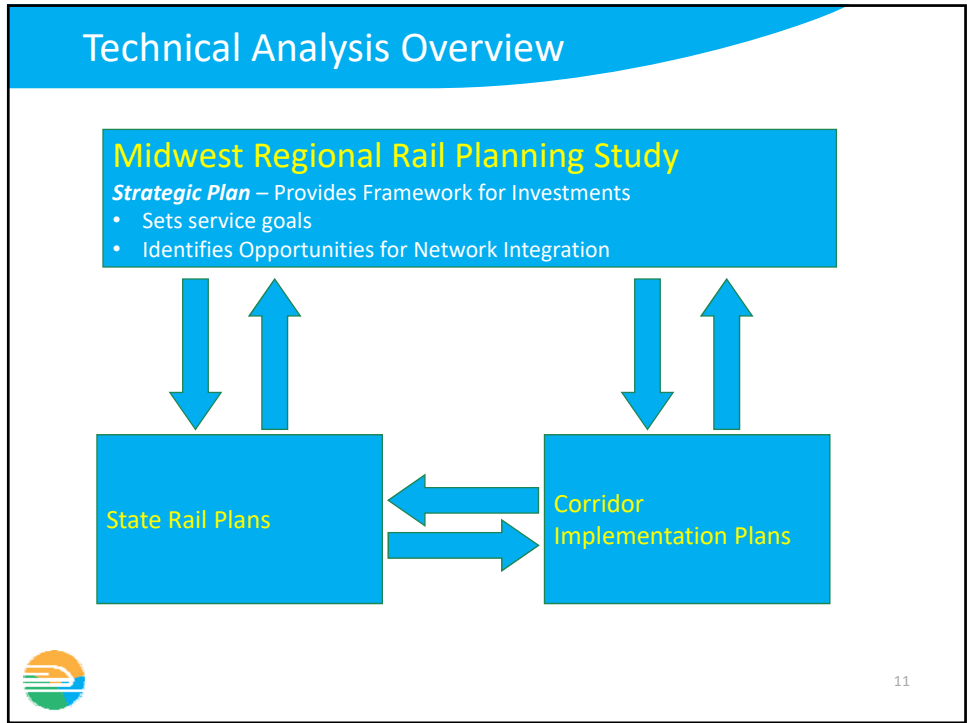 Technical Analysis Overview
Midwest Regional Rail Planning Study
Strategic Plan – Provides Framework for Investments
• Sets service goals
• Identifies Opportunities for Network Integration
State Rail Plans
Corridor
Implementation Plans
11